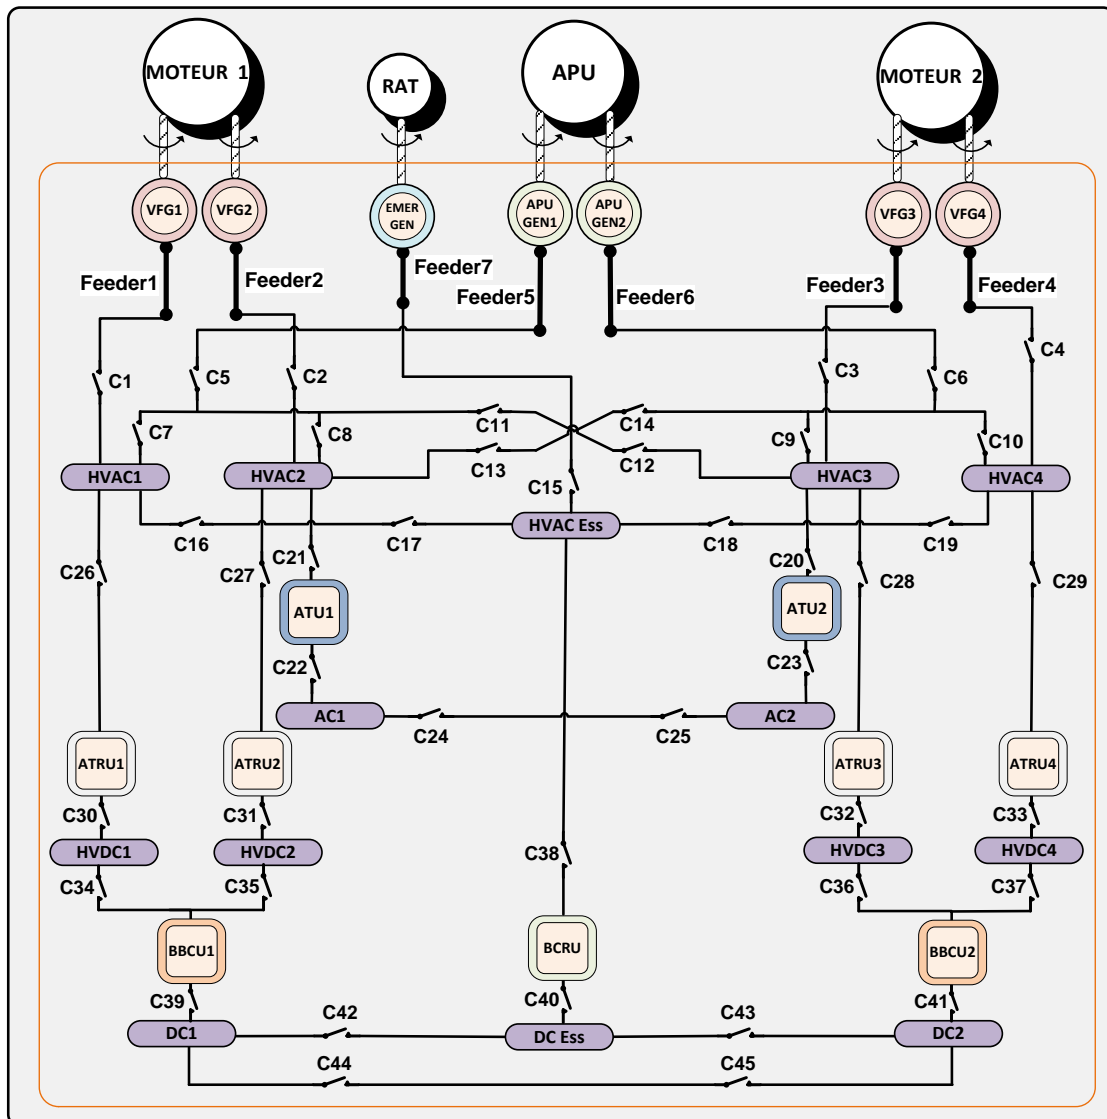 MOTEUR 1
RAT
APU
MOTEUR 2
VFG1
VFG2
EMER
GEN
APU
GEN1
APU
GEN2
VFG3
VFG4
Feeder1
Feeder2
Feeder7
Feeder5
Feeder6
Feeder3
Feeder4
C1
C5
C2
C3
C6
C4
C7
C8
C11
C14
C9
C10
C13
C12
HVAC1
HVAC2
C15
HVAC3
HVAC4
HVAC Ess
C16
C17
C18
C19
C26
C27
C21
C20
C28
C29
ATU1
ATU2
C22
C23
AC1
C24
C25
AC2
ATRU1
ATRU2
ATRU3
ATRU4
C30
C31
C32
C33
HVDC1
HVDC2
C38
HVDC3
HVDC4
C34
C35
C36
C37
BBCU1
BCRU
BBCU2
C39
C40
C41
C42
C43
DC1
DC Ess
DC2
C44
C45